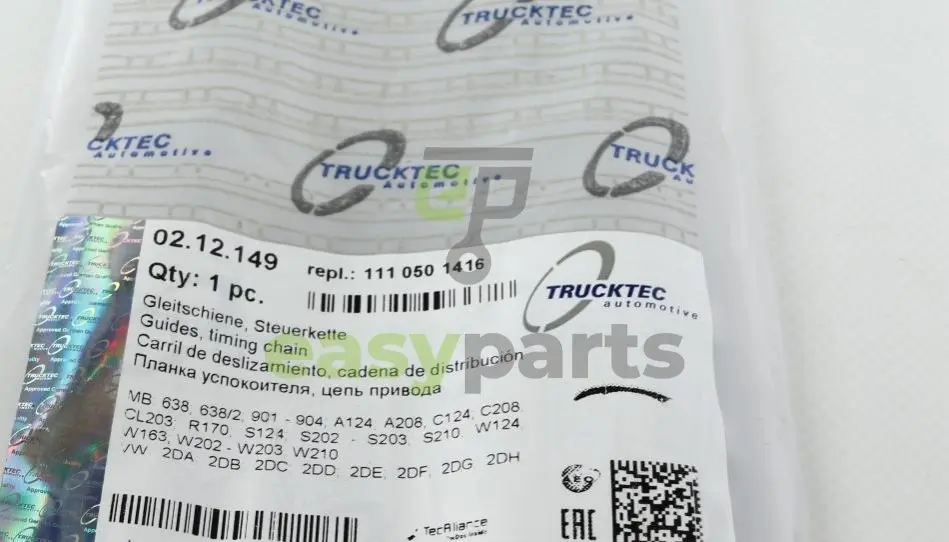 TRUCKTEC
Automotive
TRUCKTEC
Automotive
CKTEC
Automotive
TRUCKTEC
Automotive
TRUCK
Au
ep
02.12.149
repl.: 111 050 1416
Qty: 1 pc.
TRUCKTEC
automotive
Gleitschiene, Steuerkette
Guides, timing chain
Carril de deslizamiento, cadena de distribución
Планка успокоителя, цепь привода
easyparts
MB 638, 638/2, 901 - 904, A124, A208, C124, C208,
CL203, R170, S124, S202 - S203, S210, W124,
W163, W202 - W203, W210
VW 2DA, 2DB, 2DC, 2DD, 2DE, 2DF, 2DG, 2DH
EAC
TecAlliance